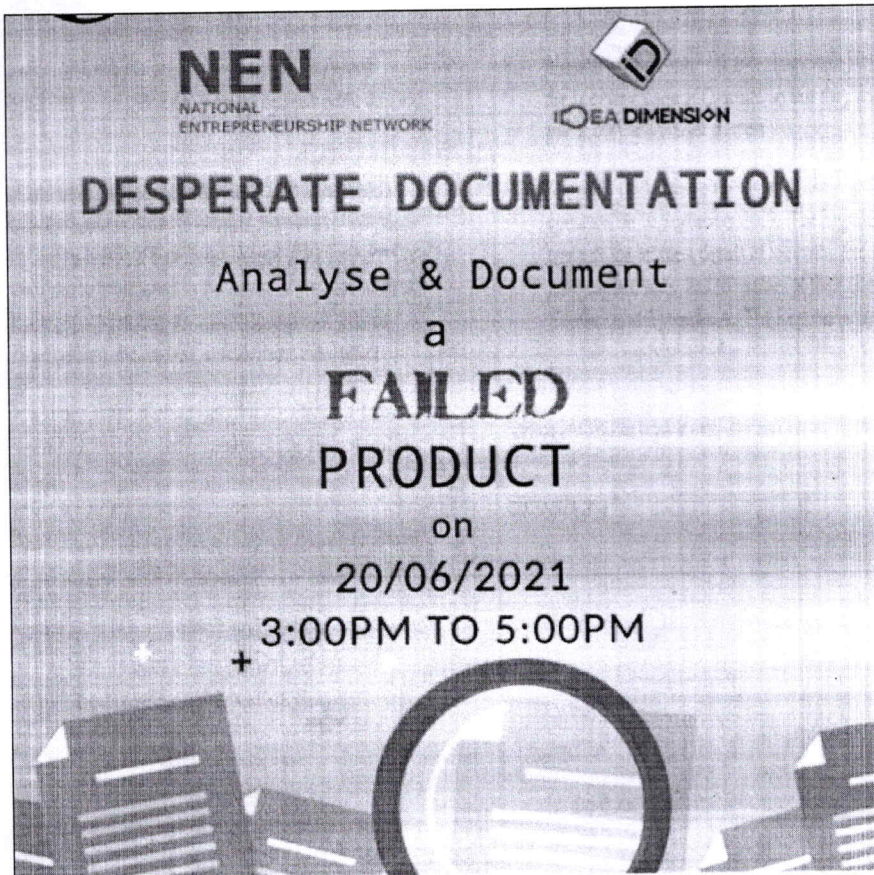 NEN
NATIONAL
ENTREPRENEURSHIP NETWORK
IDEA DIMENSION
DESPERATE DOCUMENTATION
Analyse & Document
a
FAILED
PRODUCT
on
20/06/2021
3:00PM TO 5:00PM